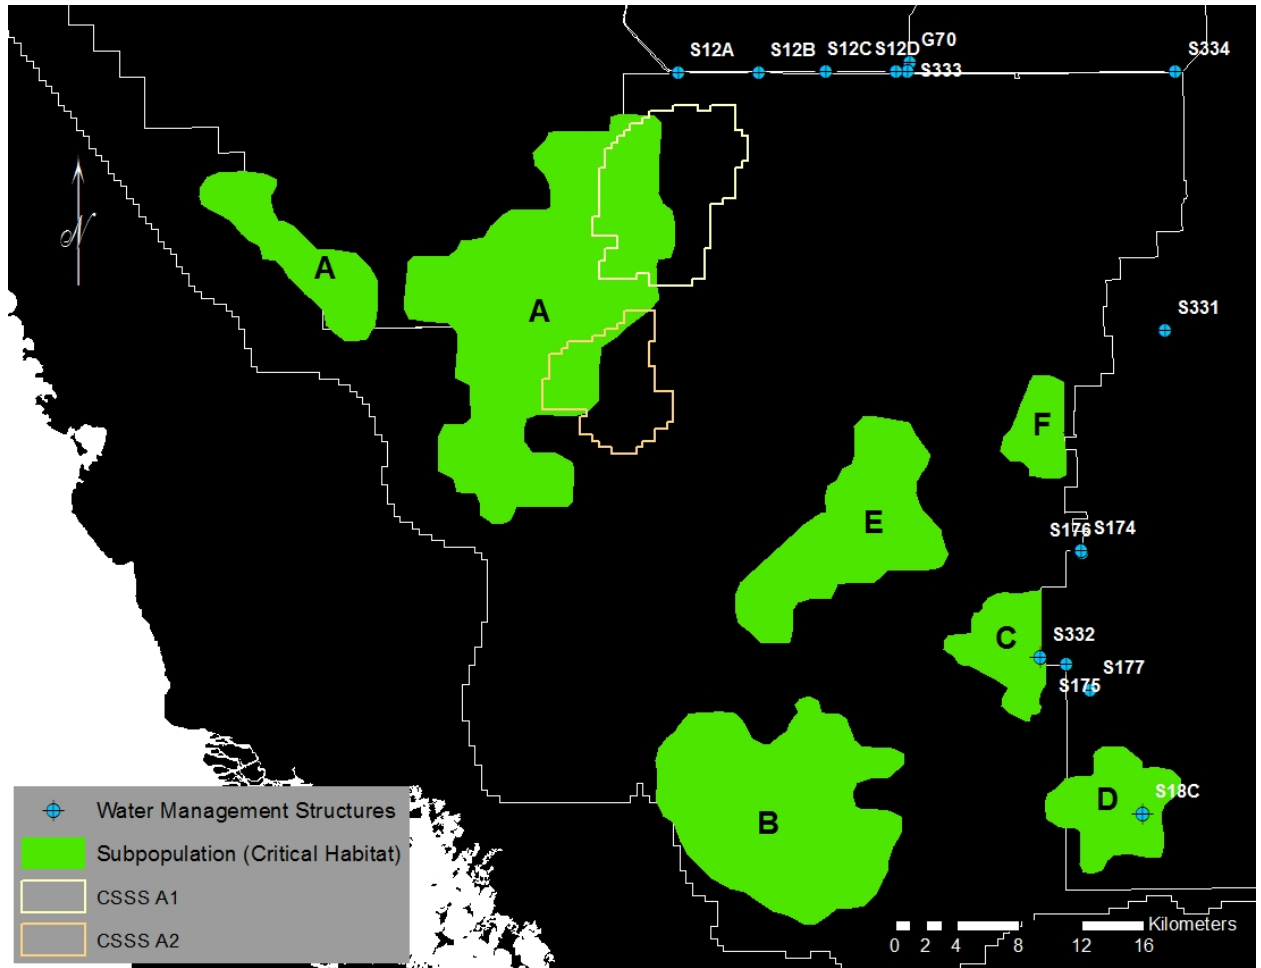 S12A S12B S12C S12D G70 S334
S333
N
A
A
S331
F
E
S176 S174
C
S332
S177
S175
D
S18C
B
Water Management Structures
Subpopulation (Critical Habitat)
CSSS A1
CSSS A2
Kilometers
0 2 4 8 12 16